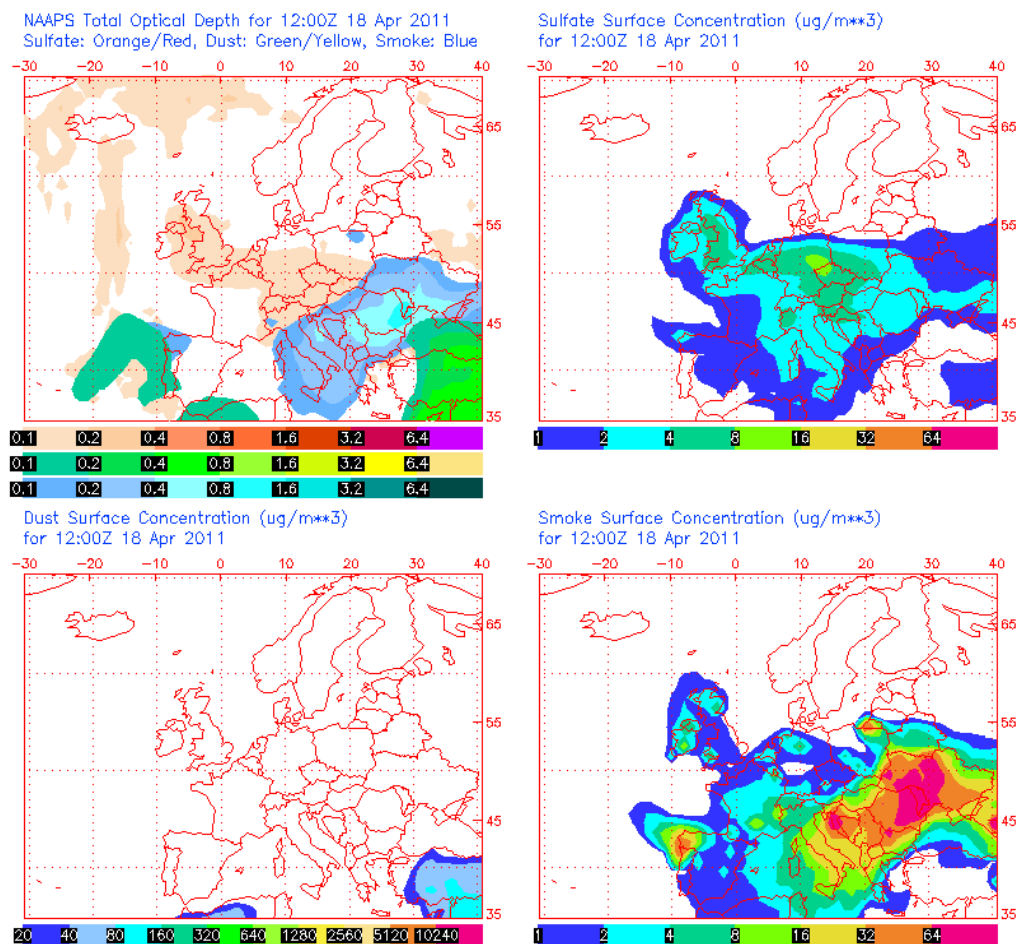 NAAPS Total Optical Depth for 12:00Z 18 Apr 2011
Sulfate: Orange/Red, Dust: Green/Yellow, Smoke: Blue
-30 -20 -10 0 10 20 30 40
65
55
45
35
0.1 0.2 0.4 0.8 1.6 3.2 6.4
0.1 0.2 0.4 0.8 1.6 3.2 6.4
0.1 0.2 0.4 0.8 1.6 3.2 6.4
Sulfate Surface Concentration (ug/m**3)
for 12:00Z 18 Apr 2011
-30 -20 -10 0 10 20 30 40
65
55
45
35
1 2 4 8 16 32 64
Dust Surface Concentration (ug/m**3)
for 12:00Z 18 Apr 2011
-30 -20 -10 0 10 20 30 40
65
55
45
35
20 40 80 160 320 640 1280 2560 5120 10240
Smoke Surface Concentration (ug/m**3)
for 12:00Z 18 Apr 2011
-30 -20 -10 0 10 20 30 40
65
55
45
35
1 2 4 8 16 32 64